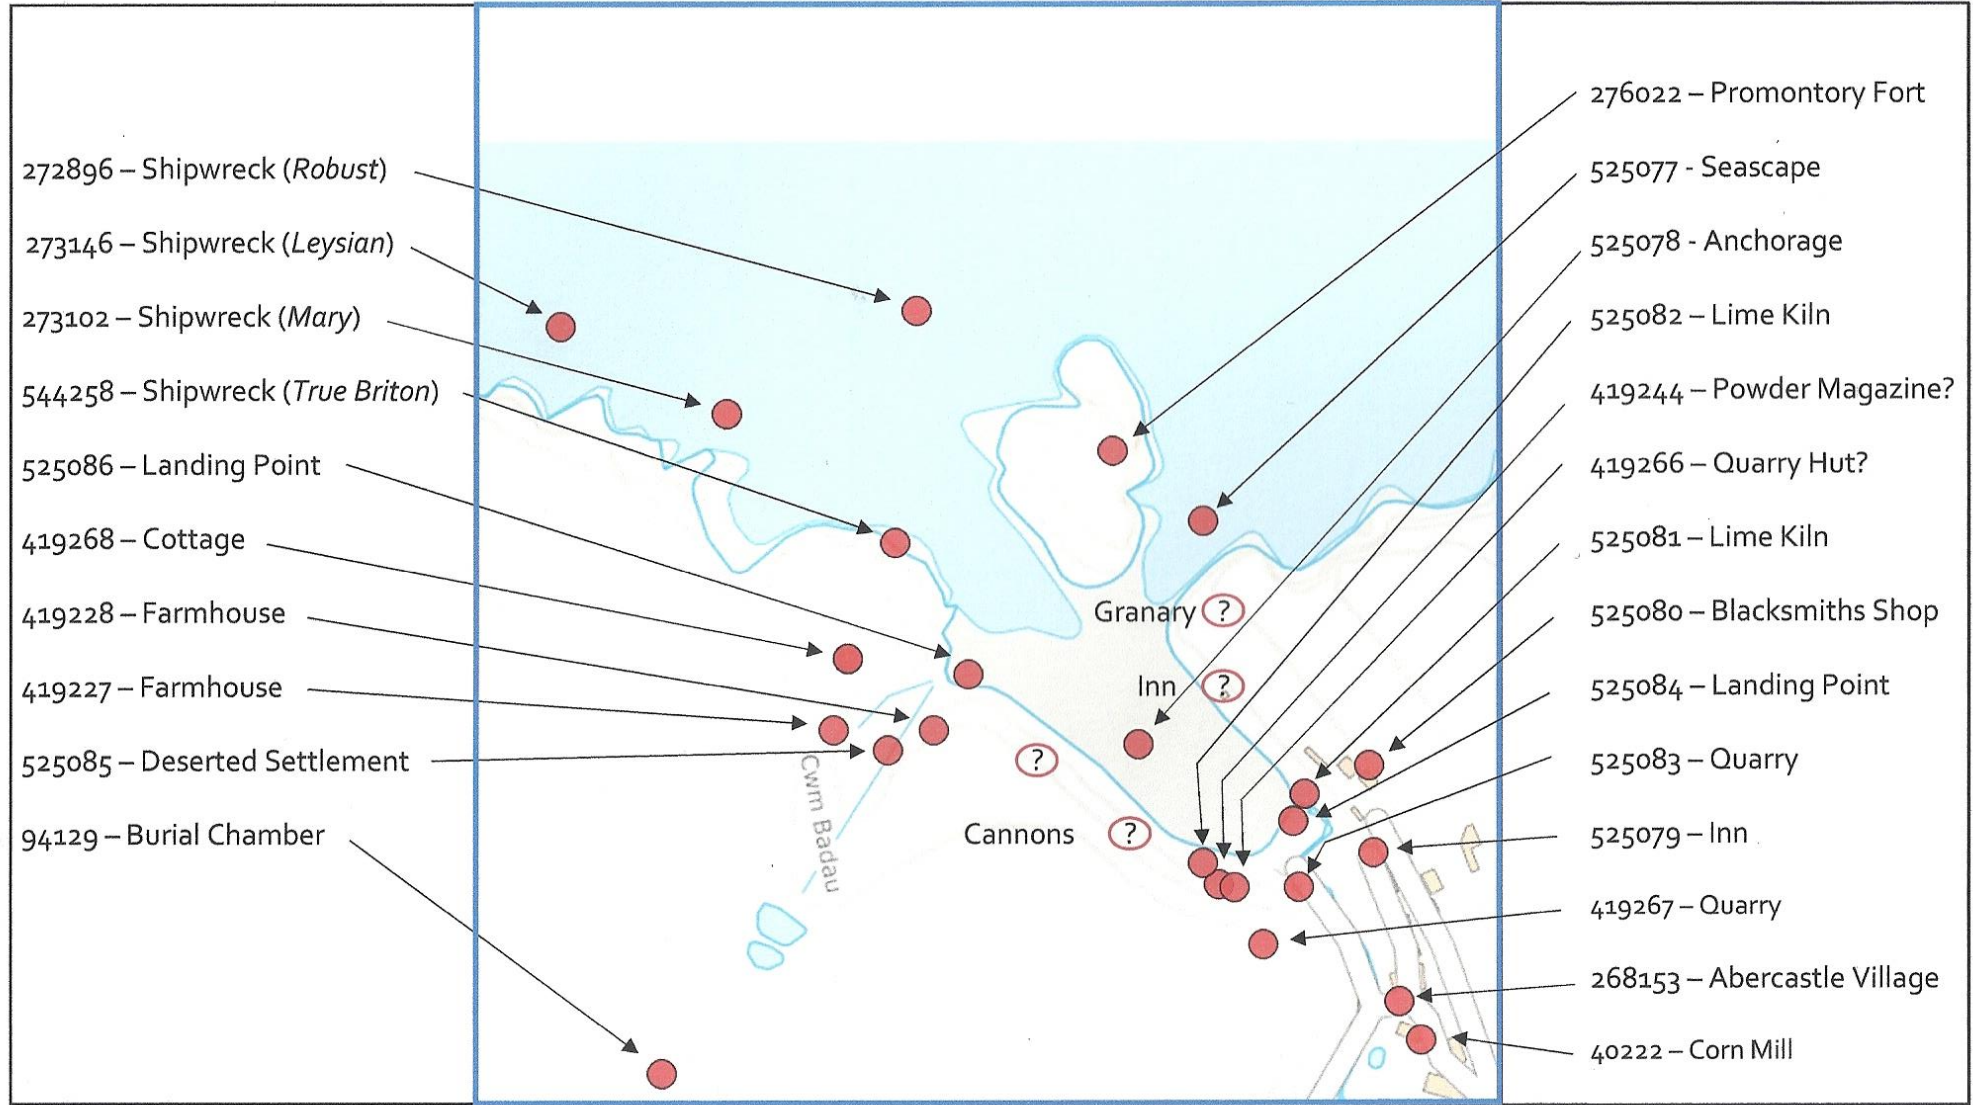 272896 – Shipwreck (Robust)
273146 – Shipwreck (Leysian)
273102 – Shipwreck (Mary)
544258 – Shipwreck (True Briton)
525086 – Landing Point
419268 – Cottage
419228 – Farmhouse
419227 – Farmhouse
525085 – Deserted Settlement
94129 – Burial Chamber
Granary ?
Inn ?
?
Cannons ?
Cwm Badau
276022 – Promontory Fort
525077 - Seascape
525078 - Anchorage
525082 – Lime Kiln
419244 – Powder Magazine?
419266 – Quarry Hut?
525081 – Lime Kiln
525080 – Blacksmiths Shop
525084 – Landing Point
525083 – Quarry
525079 – Inn
419267 – Quarry
268153 – Abercastle Village
40222 – Corn Mill